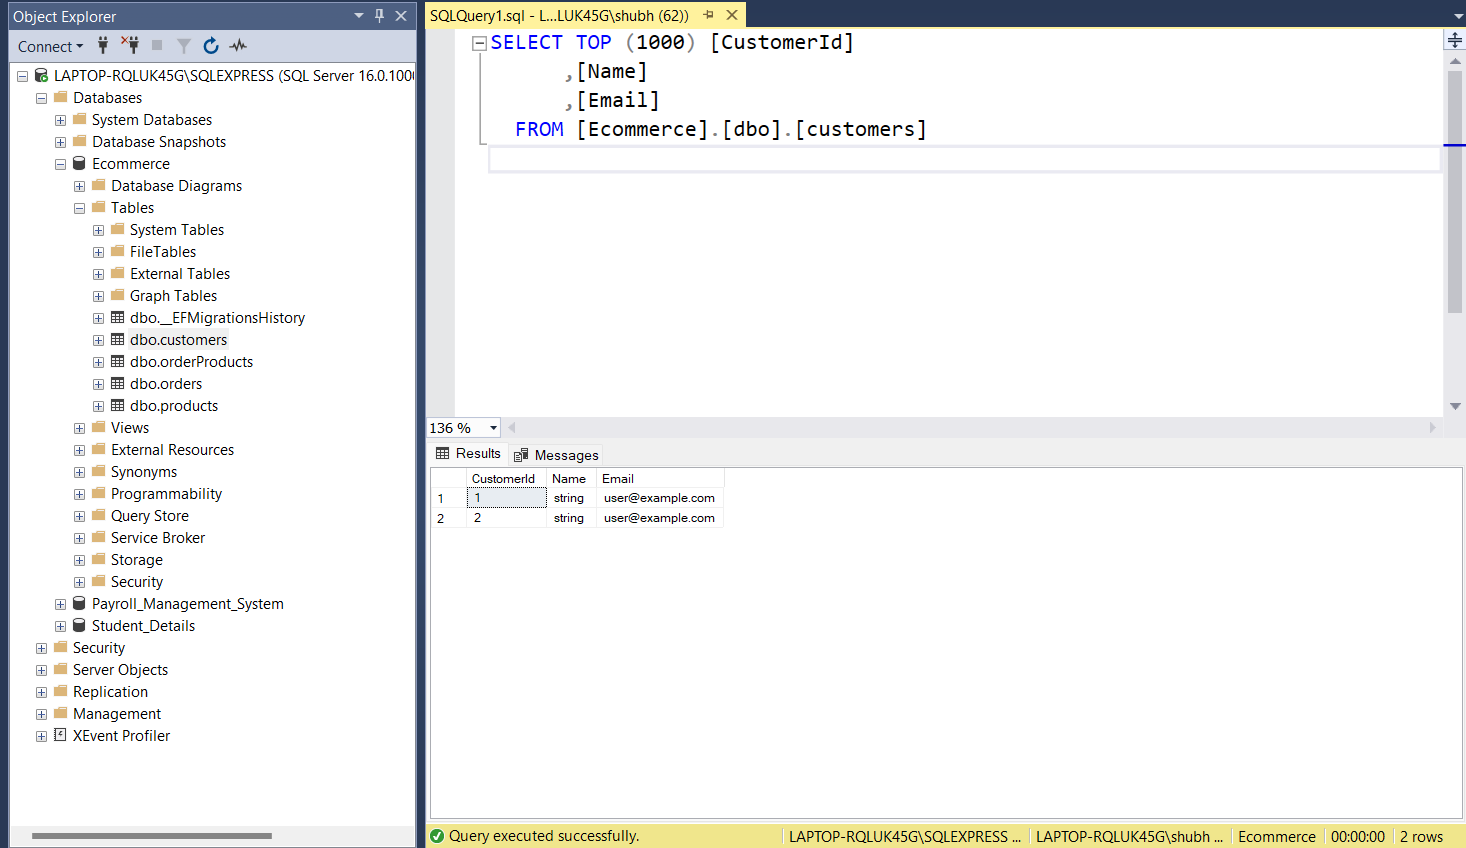 Object Explorer
Connect
LAPTOP-RQLUK45G\SQLEXPRESS (SQL Server 16.0.100
Databases
System Databases
Database Snapshots
Ecommerce
Database Diagrams
Tables
System Tables
FileTables
External Tables
Graph Tables
dbo.__EFMigrationsHistory
dbo.customers
dbo.orderProducts
dbo.orders
dbo.products
Views
External Resources
Synonyms
Programmability
Query Store
Service Broker
Storage
Security
Payroll_Management_System
Student_Details
Security
Server Objects
Replication
Management
XEvent Profiler
SQLQuery1.sql - L...LUK45G\shubh (62))
SELECT TOP (1000) [CustomerId]
,[Name]
,[Email]
FROM [Ecommerce].[dbo].[customers]
136 %
Results Messages
CustomerId Name Email
1 1 string user@example.com
2 2 string user@example.com
Query executed successfully. LAPTOP-RQLUK45G\SQLEXPRESS ... LAPTOP-RQLUK45G\shubh ... Ecommerce 00:00:00 2 rows